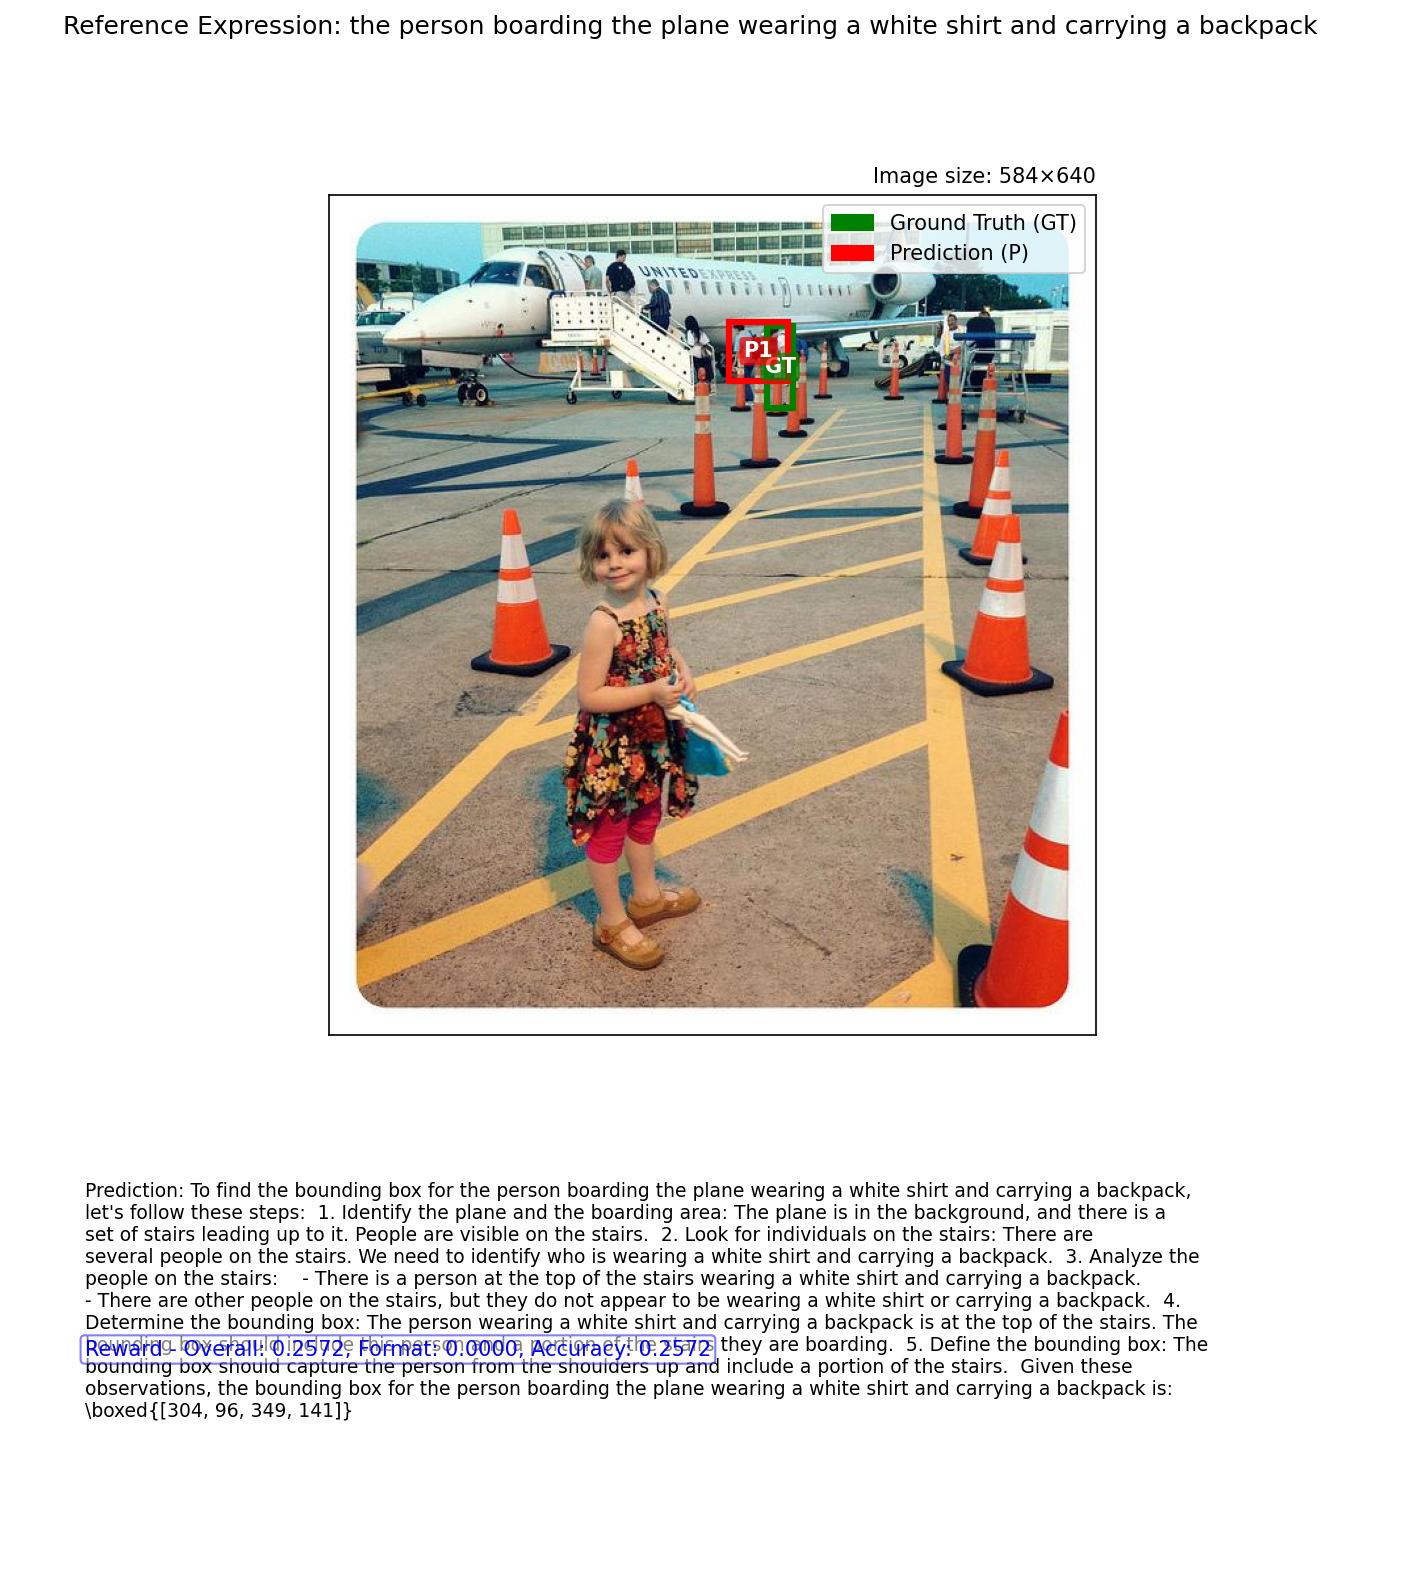 Reference Expression: the person boarding the plane wearing a white shirt and carrying a backpack
Image size: 584×640
Ground Truth (GT)
Prediction (P)
UNITED EXPRESS
P1
GT
Prediction: To find the bounding box for the person boarding the plane wearing a white shirt and carrying a backpack,
let's follow these steps:  1. Identify the plane and the boarding area: The plane is in the background, and there is a
set of stairs leading up to it. People are visible on the stairs.  2. Look for individuals on the stairs: There are
several people on the stairs. We need to identify who is wearing a white shirt and carrying a backpack.  3. Analyze the
people on the stairs:    - There is a person at the top of the stairs wearing a white shirt and carrying a backpack.
- There are other people on the stairs, but they do not appear to be wearing a white shirt or carrying a backpack.  4.
Determine the bounding box: The person wearing a white shirt and carrying a backpack is at the top of the stairs. The
bounding box should include this person and a portion of the stairs they are boarding.  5. Define the bounding box: The
Reward - Overall: 0.2572, Format: 0.0000, Accuracy: 0.2572
bounding box should capture the person from the shoulders up and include a portion of the stairs.  Given these
observations, the bounding box for the person boarding the plane wearing a white shirt and carrying a backpack is:
\boxed{[304, 96, 349, 141]}